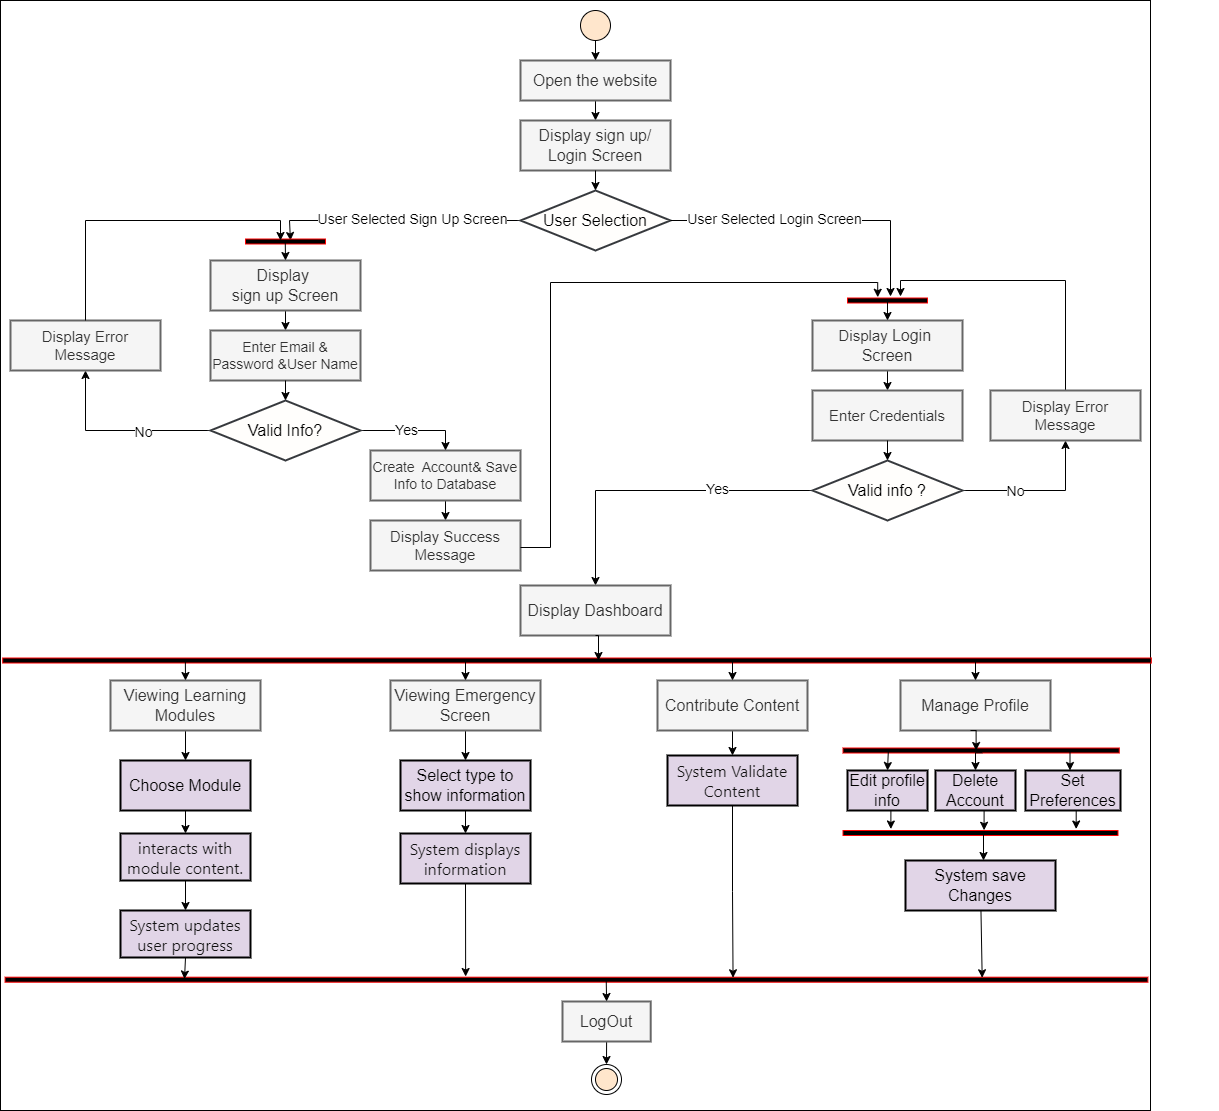 Open the website
Display sign up/
Login Screen
User Selection
User Selected Sign Up Screen
User Selected Login Screen
Display
sign up Screen
Enter Email &
Password &User Name
Display Error
Message
Valid Info?
No
Yes
Create  Account& Save
Info to Database
Display Success
Message
Display Login
Screen
Enter Credentials
Display Error
Message
Valid info ?
Yes
No
Display Dashboard
Viewing Learning
Modules
Choose Module
interacts with
module content.
System updates
user progress
Viewing Emergency
Screen
Select type to
show information
System displays
information
Contribute Content
System Validate
Content
Manage Profile
Edit profile
info
Delete
Account
Set
Preferences
System save
Changes
LogOut